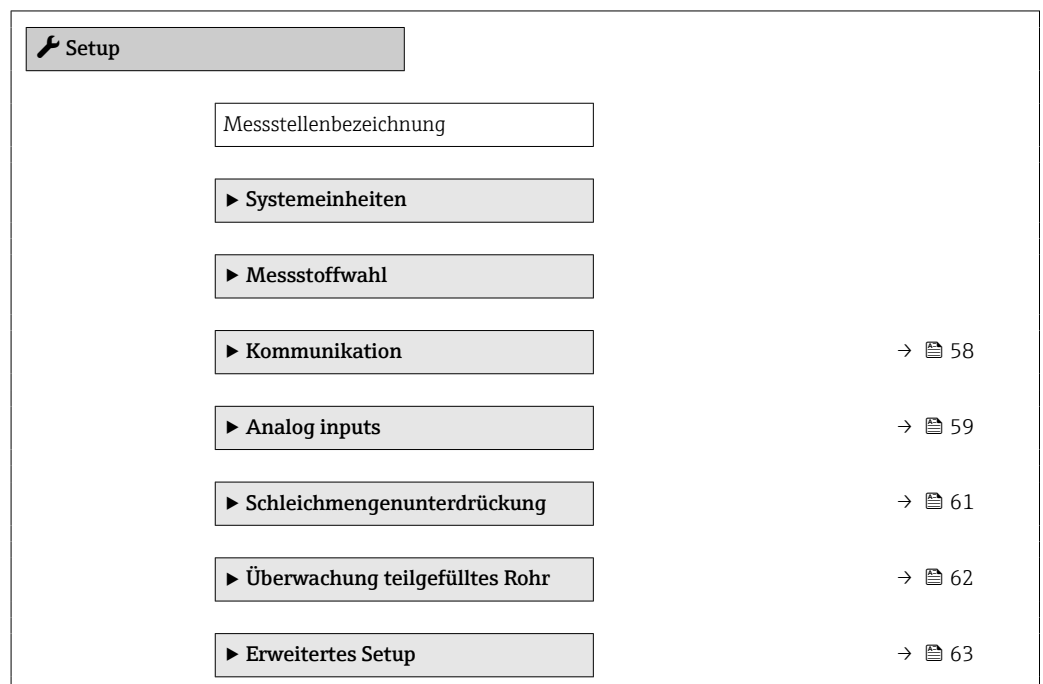 Setup
Messstellenbezeichnung
▶ Systemeinheiten
▶ Messstoffwahl
▶ Kommunikation → 58
▶ Analog inputs → 59
▶ Schleichmengenunterdrückung → 61
▶ Überwachung teilgefülltes Rohr → 62
▶ Erweitertes Setup → 63